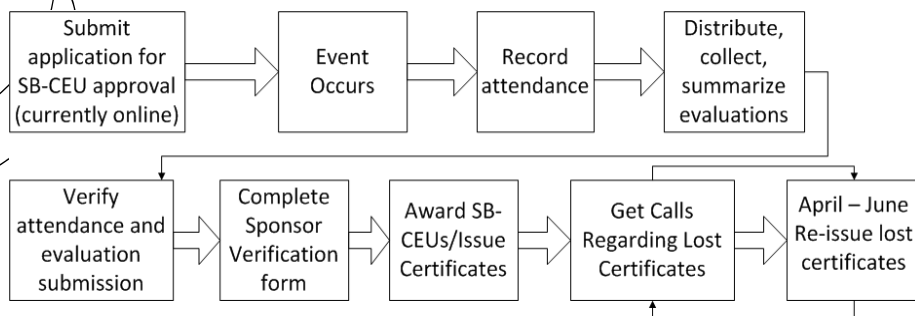 Submit
application for
SB-CEU approval
(currently online)
Event
Occurs
Record
attendance
Distribute,
collect,
summarize
evaluations
Verify
attendance and
evaluation
submission
Complete
Sponsor
Verification
form
Award SB-
CEUs/Issue
Certificates
Get Calls
Regarding Lost
Certificates
April – June
Re-issue lost
certificates